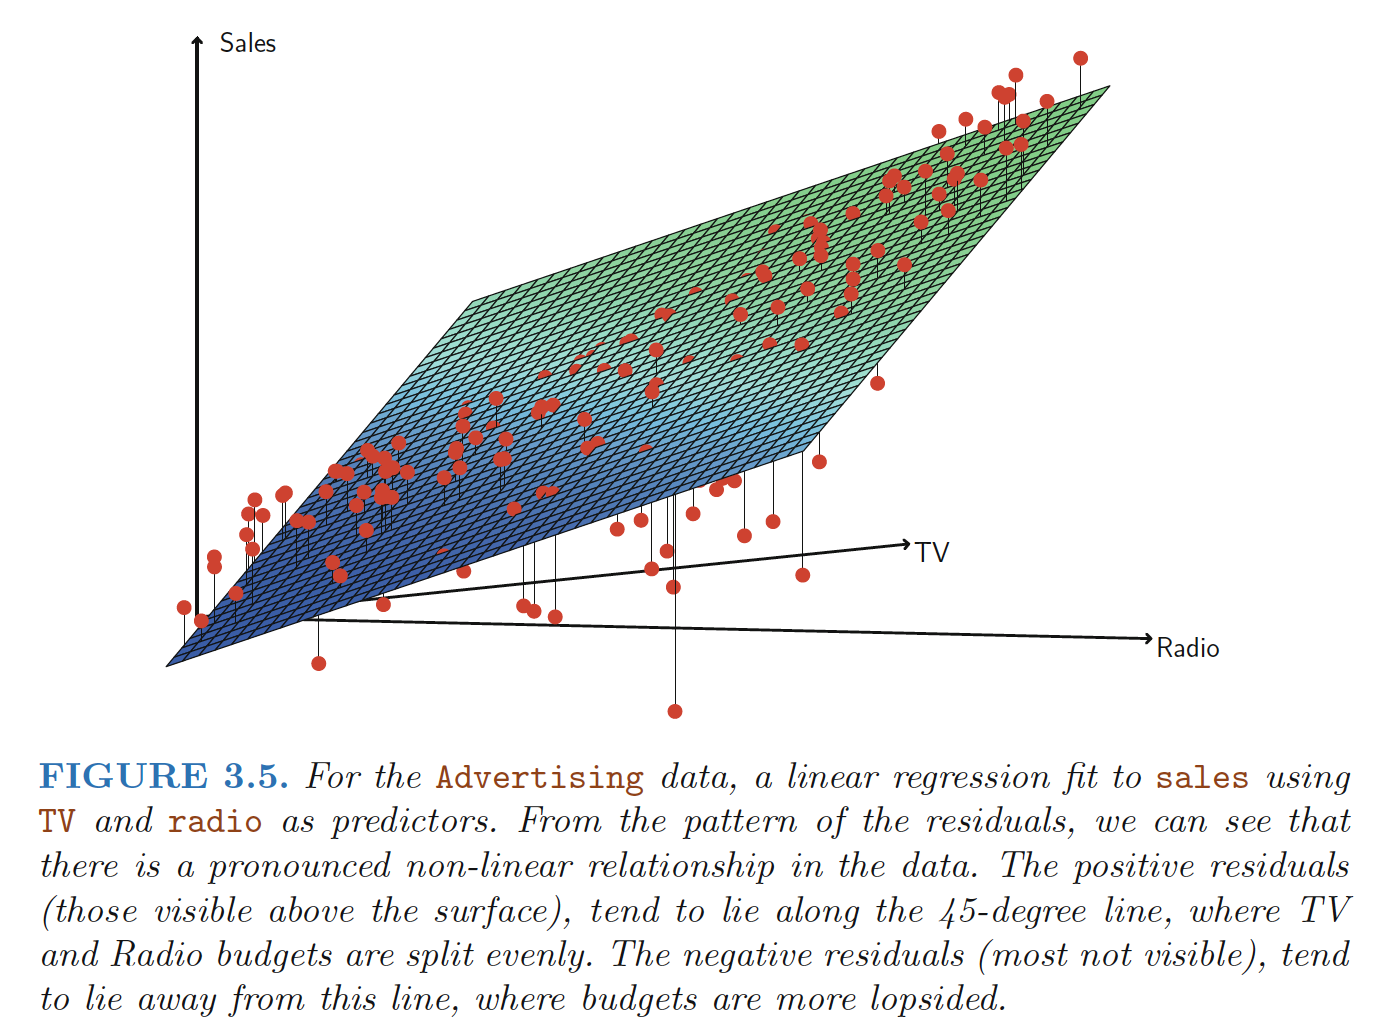 Sales
TV
Radio
FIGURE 3.5. For the Advertising data, a linear regression fit to sales using
TV and radio as predictors. From the pattern of the residuals, we can see that
there is a pronounced non-linear relationship in the data. The positive residuals
(those visible above the surface), tend to lie along the 45-degree line, where TV
and Radio budgets are split evenly. The negative residuals (most not visible), tend
to lie away from this line, where budgets are more lopsided.